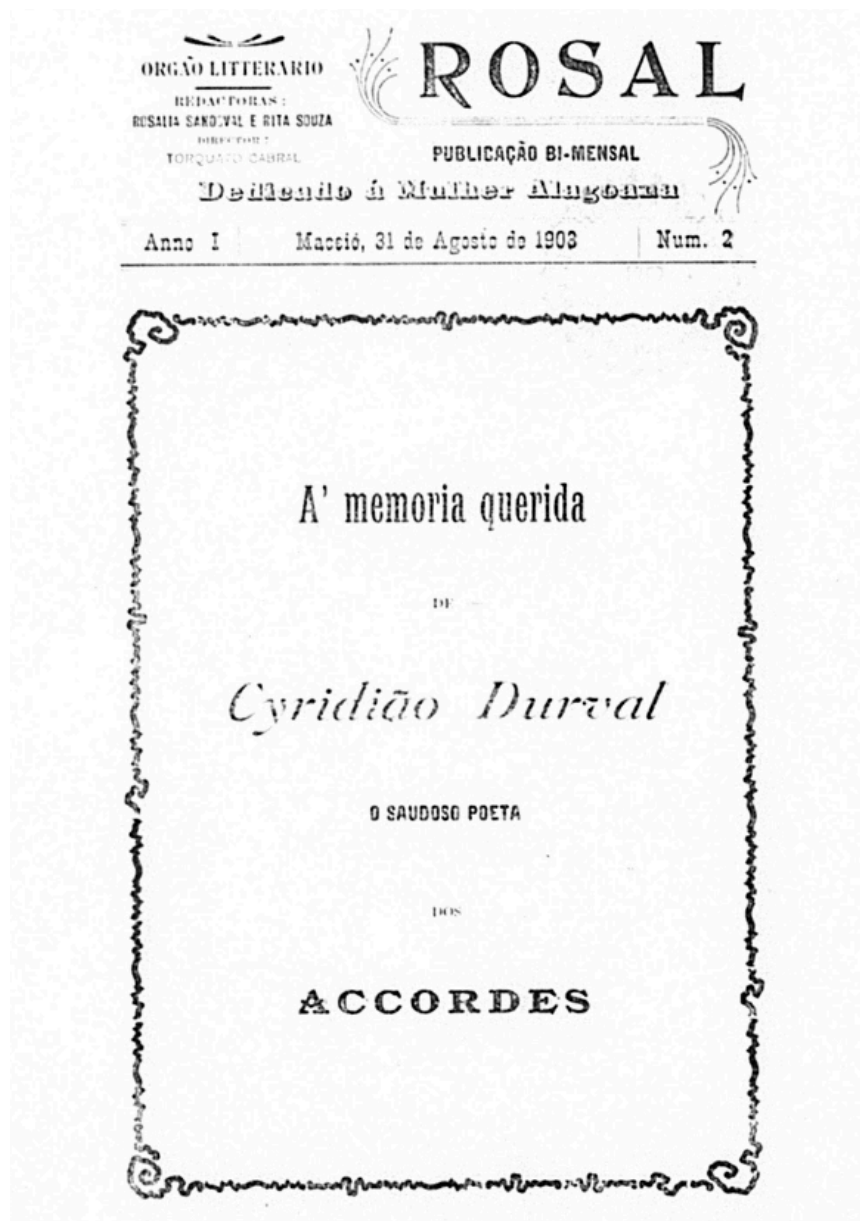 ORGÃO LITTERARIO
REDACTORAS:
ROSALIA SANDOVAL E RITA SOUZA
DIRECTOR:
TORQUATO CABRAL
ROSAL
PUBLICAÇÃO BI-MENSAL
Dedicado á Mulher Alagoana
Anno I Maceió, 31 de Agosto de 1903 Num. 2
A' memoria querida
DE
Cyridião Durval
O SAUDOSO POETA
DOS
ACCORDES